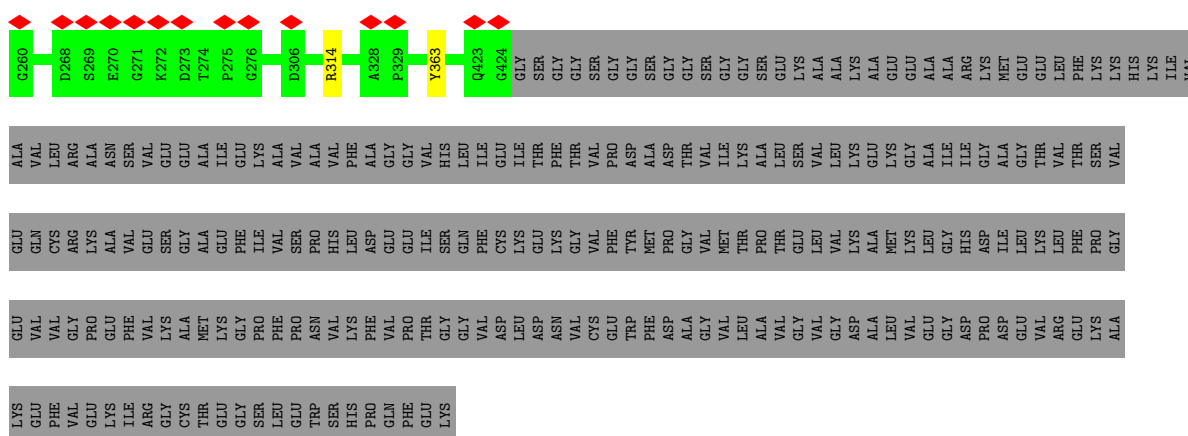 G260 D268 S269 E270 G271 K272 D273 T274 P275 G276 D306 R314 A328 P329 Y363 Q423 G424 GLY SER GLY GLY SER GLY GLY SER GLY GLY SER GLY GLY SER GLU LYS ALA ALA LYS ALA GLU GLU ALA ALA ARG LYS MET GLU GLU LEU PHE LYS LYS HIS LYS ILE VAL
ALA VAL LEU ARG ALA ASN SER VAL GLU GLU ALA ILE GLU LYS ALA VAL ALA VAL PHE ALA GLY GLY VAL HIS LEU ILE GLU ILE THR PHE THR VAL PRO ASP ALA ASP THR VAL ILE LYS ALA LEU SER VAL LEU LYS GLU LYS GLY ALA ILE ILE GLY ALA GLY THR VAL THR SER VAL
GLU GLN CYS ARG LYS ALA VAL GLU SER GLY ALA GLU PHE ILE VAL SER PRO HIS LEU ASP GLU GLU ILE SER GLN PHE CYS LYS GLU LYS GLY VAL PHE TYR MET PRO GLY VAL MET THR PRO THR GLU LEU VAL LYS ALA MET LYS LEU GLY HIS ASP ILE LEU LYS LEU PHE PRO GLY
GLU VAL VAL GLY PRO GLU PHE VAL LYS ALA MET LYS GLY PRO PHE PRO ASN VAL LYS PHE VAL PRO THR GLY GLY VAL ASP LEU ASP ASN VAL CYS GLU TRP PHE ASP ALA GLY VAL LEU ALA VAL GLY VAL GLY ASP ALA LEU VAL GLU GLY ASP PRO ASP GLU VAL ARG GLU LYS ALA
LYS GLU PHE VAL GLU LYS ILE ARG GLY CYS THR GLU GLY SER LEU GLU TRP SER HIS PRO GLN PHE GLU LYS